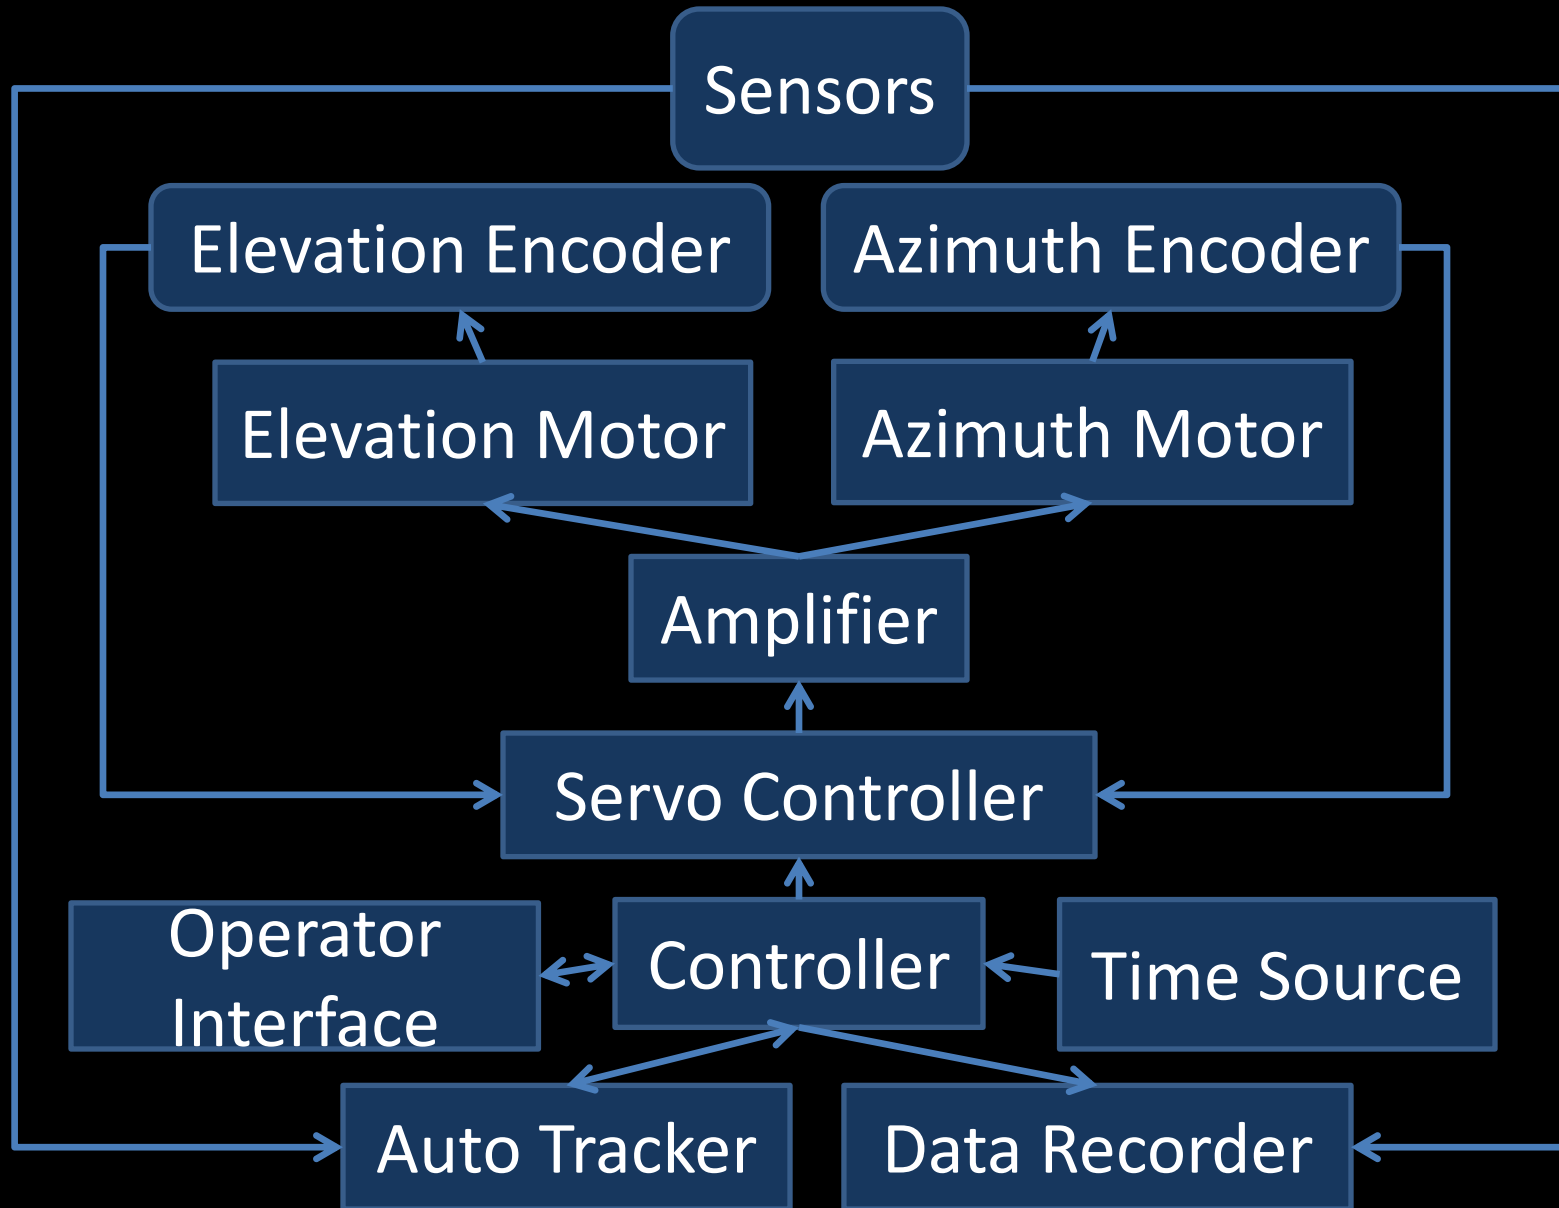 Sensors
Elevation Encoder
Azimuth Encoder
Elevation Motor
Azimuth Motor
Amplifier
Servo Controller
Operator
Interface
Controller
Time Source
Auto Tracker
Data Recorder